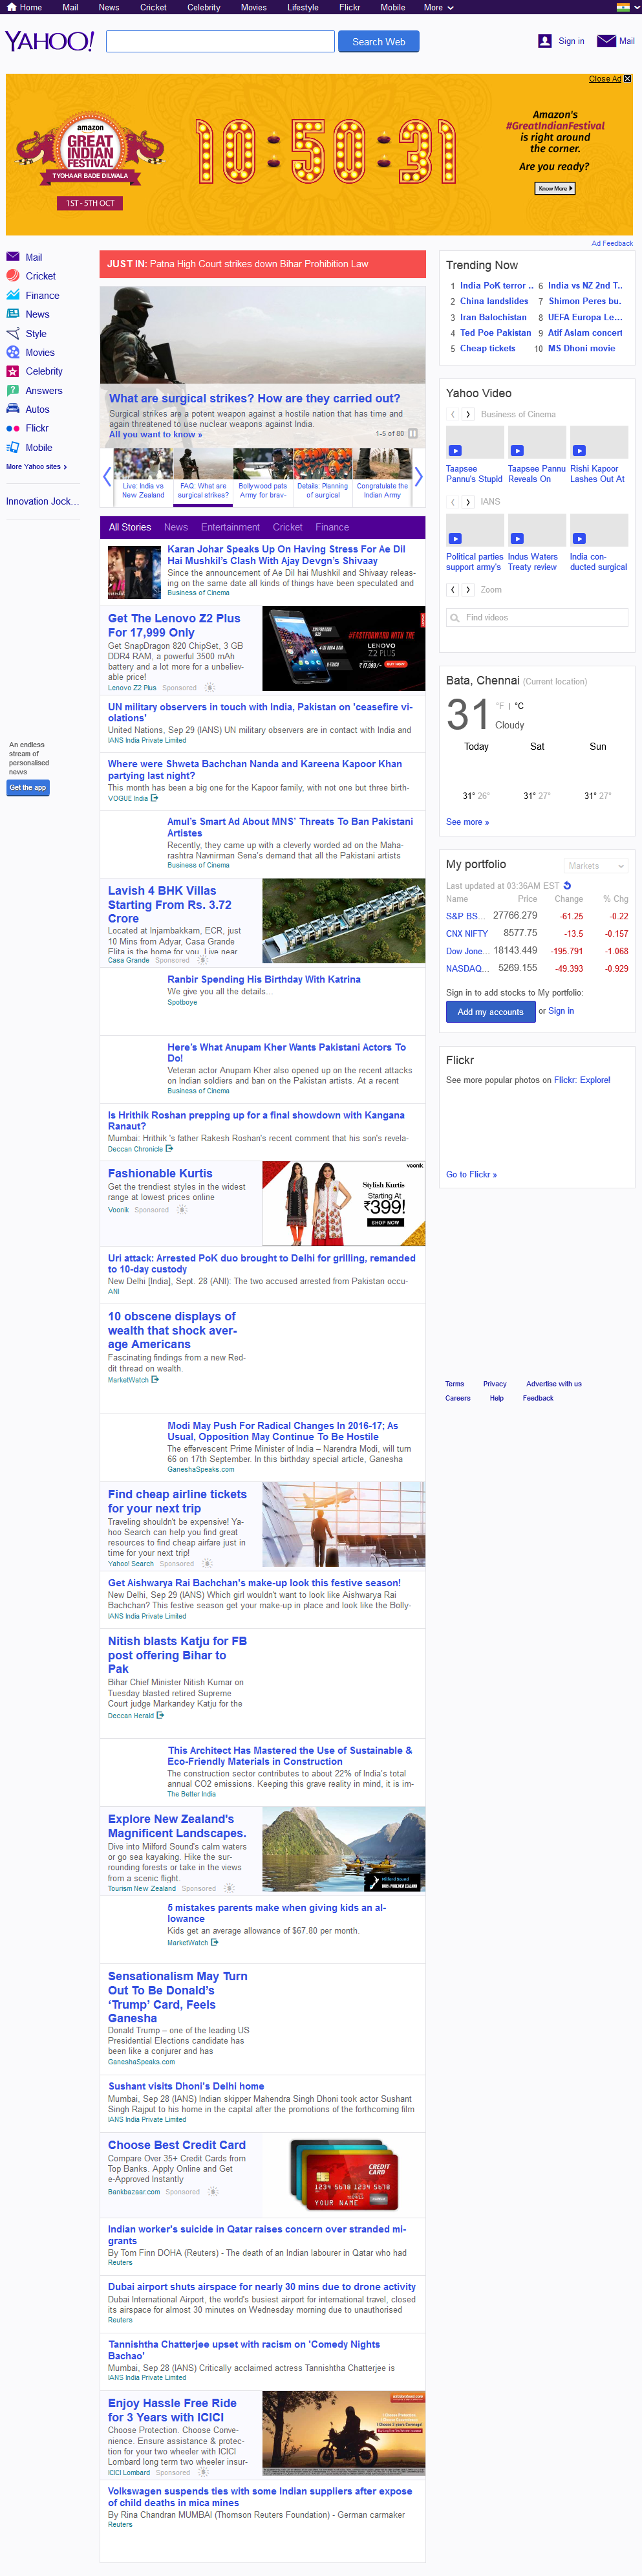 Home Mail News Cricket Celebrity Movies Lifestyle Flickr Mobile More
YAHOO!
Search Web
Sign in
Mail
Close Ad
amazon
GREAT
INDIAN
FESTIVAL
TYOHAAR BADE DILWALA
1ST - 5TH OCT
10:50:31
Amazon's
#GreatIndianFestival
is right around
the corner.
Are you ready?
Know More
Ad Feedback
Mail
Cricket
Finance
News
Style
Movies
Celebrity
Answers
Autos
Flickr
Mobile
More Yahoo sites
Innovation Jock...
An endless
stream of
personalised
news
Get the app
JUST IN: Patna High Court strikes down Bihar Prohibition Law
What are surgical strikes? How are they carried out?
Surgical strikes are a potent weapon against a hostile nation that has time and
again threatened to use nuclear weapons against India.
All you want to know »
1-5 of 80
Live: India vs
New Zealand
FAQ: What are
surgical strikes?
Bollywood pats
Army for brav-
Details: Planning
of surgical
Congratulate the
Indian Army
All Stories News Entertainment Cricket Finance
Karan Johar Speaks Up On Having Stress For Ae Dil
Hai Mushkil's Clash With Ajay Devgn's Shivaay
Since the announcement of Ae Dil hai Mushkil and Shivaay releas-
ing on the same date all kinds of things have been speculated and
Business of Cinema
Get The Lenovo Z2 Plus
For 17,999 Only
Get SnapDragon 820 ChipSet, 3 GB
DDR4 RAM, a powerful 3500 mAh
battery and a lot more for a unbeliev-
able price!
Lenovo Z2 Plus Sponsored
#FASTFORWARD WITH THE
LENOVO
Z2 PLUS
₹17,999/-
BUY NOW
UN military observers in touch with India, Pakistan on 'ceasefire vi-
olations'
United Nations, Sep 29 (IANS) UN military observers are in contact with India and
IANS India Private Limited
Where were Shweta Bachchan Nanda and Kareena Kapoor Khan
partying last night?
This month has been a big one for the Kapoor family, with not one but three birth-
VOGUE India
Amul's Smart Ad About MNS' Threats To Ban Pakistani
Artistes
Recently, they came up with a cleverly worded ad on the Maha-
rashtra Navnirman Sena's demand that all the Pakistani artists
Business of Cinema
Lavish 4 BHK Villas
Starting From Rs. 3.72
Crore
Located at Injambakkam, ECR, just
10 Mins from Adyar, Casa Grande
Elita is the home for you. Live near
Casa Grande Sponsored
Ranbir Spending His Birthday With Katrina
We give you all the details...
Spotboye
Here's What Anupam Kher Wants Pakistani Actors To
Do!
Veteran actor Anupam Kher also opened up on the recent attacks
on Indian soldiers and ban on the Pakistan artists. At a recent
Business of Cinema
Is Hrithik Roshan prepping up for a final showdown with Kangana
Ranaut?
Mumbai: Hrithik 's father Rakesh Roshan's recent comment that his son's revela-
Deccan Chronicle
Fashionable Kurtis
Get the trendiest styles in the widest
range at lowest prices online
Voonik Sponsored
voonik
Stylish Kurtis
Starting At
₹399!
SHOP NOW
Uri attack: Arrested PoK duo brought to Delhi for grilling, remanded
to 10-day custody
New Delhi [India], Sept. 28 (ANI): The two accused arrested from Pakistan occu-
ANI
10 obscene displays of
wealth that shock aver-
age Americans
Fascinating findings from a new Red-
dit thread on wealth.
MarketWatch
Modi May Push For Radical Changes In 2016-17; As
Usual, Opposition May Continue To Be Hostile
The effervescent Prime Minister of India – Narendra Modi, will turn
66 on 17th September. In this birthday special article, Ganesha
GaneshaSpeaks.com
Find cheap airline tickets
for your next trip
Traveling shouldn't be expensive! Ya-
hoo Search can help you find great
resources to find cheap airfare just in
time for your next trip!
Yahoo! Search Sponsored
Get Aishwarya Rai Bachchan's make-up look this festive season!
New Delhi, Sep 29 (IANS) Which girl wouldn't want to look like Aishwarya Rai
Bachchan? This festive season get your make-up in place and look like the Bolly-
IANS India Private Limited
Nitish blasts Katju for FB
post offering Bihar to
Pak
Bihar Chief Minister Nitish Kumar on
Tuesday blasted retired Supreme
Court judge Markandey Katju for the
Deccan Herald
This Architect Has Mastered the Use of Sustainable &
Eco-Friendly Materials in Construction
The construction sector contributes to about 22% of India's total
annual CO2 emissions. Keeping this grave reality in mind, it is im-
The Better India
Explore New Zealand's
Magnificent Landscapes.
Dive into Milford Sound's calm waters
or go sea kayaking. Hike the sur-
rounding forests or take in the views
from a scenic flight.
Tourism New Zealand Sponsored
Milford Sound
100% PURE NEW ZEALAND
5 mistakes parents make when giving kids an al-
lowance
Kids get an average allowance of $67.80 per month.
MarketWatch
Sensationalism May Turn
Out To Be Donald's
'Trump' Card, Feels
Ganesha
Donald Trump – one of the leading US
Presidential Elections candidate has
been like a conjurer and has
GaneshaSpeaks.com
Sushant visits Dhoni's Delhi home
Mumbai, Sep 28 (IANS) Indian skipper Mahendra Singh Dhoni took actor Sushant
Singh Rajput to his home in the capital after the promotions of the forthcoming film
IANS India Private Limited
Choose Best Credit Card
Compare Over 35+ Credit Cards from
Top Banks. Apply Online and Get
e-Approved Instantly
Bankbazaar.com Sponsored
CREDIT
CARD
1234 5678 1234 5678
YOUR NAME
Indian worker's suicide in Qatar raises concern over stranded mi-
grants
By Tom Finn DOHA (Reuters) - The death of an Indian labourer in Qatar who had
Reuters
Dubai airport shuts airspace for nearly 30 mins due to drone activity
Dubai International Airport, the world's busiest airport for international travel, closed
its airspace for almost 30 minutes on Wednesday morning due to unauthorised
Reuters
Tannishtha Chatterjee upset with racism on 'Comedy Nights
Bachao'
Mumbai, Sep 28 (IANS) Critically acclaimed actress Tannishtha Chatterjee is
IANS India Private Limited
Enjoy Hassle Free Ride
for 3 Years with ICICI
Choose Protection. Choose Conve-
nience. Ensure assistance & protec-
tion for your two wheeler with ICICI
Lombard long term two wheeler insur-
ICICI Lombard Sponsored
Volkswagen suspends ties with some Indian suppliers after expose
of child deaths in mica mines
By Rina Chandran MUMBAI (Thomson Reuters Foundation) - German carmaker
Reuters
Trending Now
1 India PoK terror ..
2 China landslides
3 Iran Balochistan
4 Ted Poe Pakistan
5 Cheap tickets
6 India vs NZ 2nd T..
7 Shimon Peres bu..
8 UEFA Europa Le...
9 Atif Aslam concert
10 MS Dhoni movie
Yahoo Video
Business of Cinema
Taapsee
Pannu's Stupid
Taapsee Pannu
Reveals On
Rishi Kapoor
Lashes Out At
IANS
Political parties
support army's
Indus Waters
Treaty review
India con-
ducted surgical
Zoom
Find videos
Bata, Chennai (Current location)
31 °F | °C
Cloudy
Today Sat Sun
31° 26° 31° 27° 31° 27°
See more »
My portfolio
Markets
Last updated at 03:36AM EST
Name Price Change % Chg
S&P BS... 27766.279 -61.25 -0.22
CNX NIFTY 8577.75 -13.5 -0.157
Dow Jone... 18143.449 -195.791 -1.068
NASDAQ... 5269.155 -49.393 -0.929
Sign in to add stocks to My portfolio:
Add my accounts or Sign in
Flickr
See more popular photos on Flickr: Explore!
Go to Flickr »
Terms Privacy Advertise with us
Careers Help Feedback